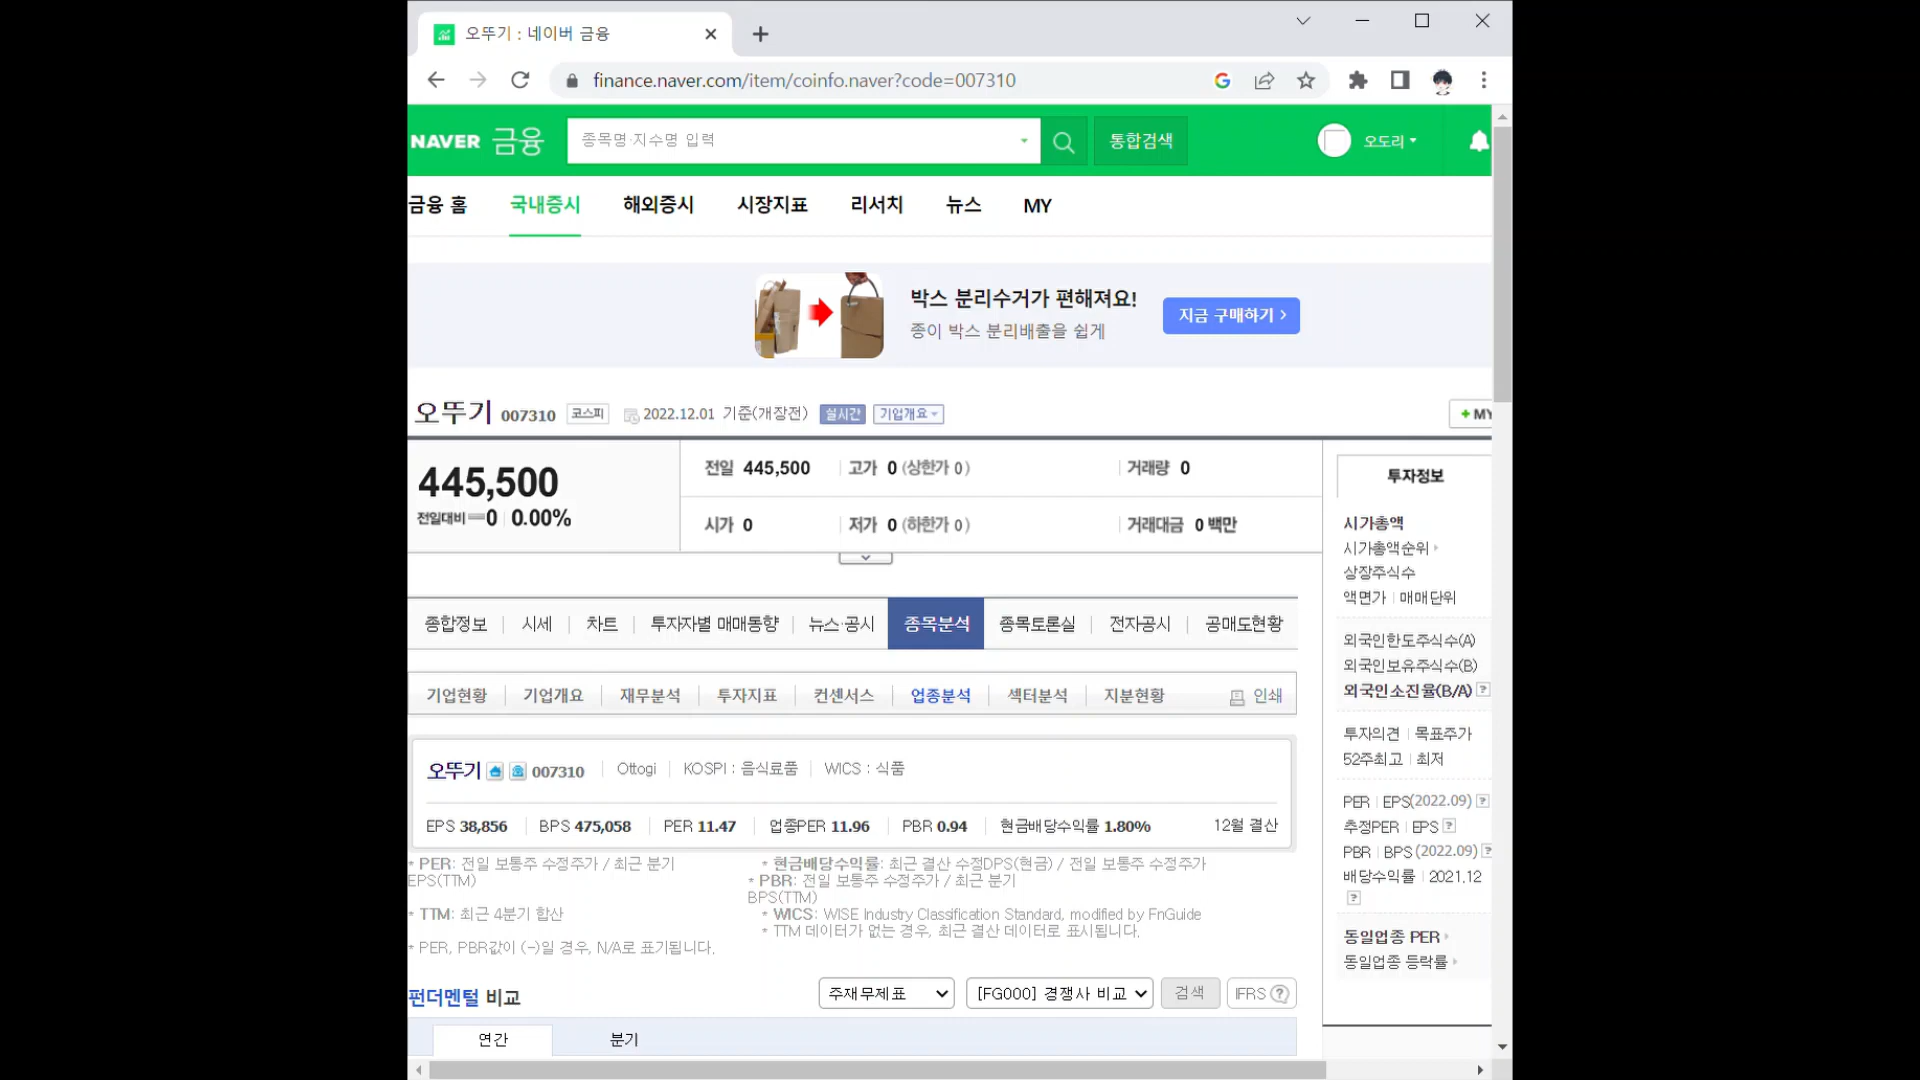 오뚜기 : 네이버 금융
finance.naver.com/item/coinfo.naver?code=007310
NAVER 금융 종목명·지수명 입력 통합검색 오도리
금융 홈 국내증시 해외증시 시장지표 리서치 뉴스 MY
박스 분리수거가 편해져요!
종이 박스 분리배출을 쉽게
지금 구매하기 >
오뚜기 007310 코스피 2022.12.01 기준(개장전) 실시간 기업개요
+ MY
445,500
전일대비 0 0.00%
전일 445,500 고가 0 (상한가 0) 거래량 0
시가 0 저가 0 (하한가 0) 거래대금 0 백만
종합정보 시세 차트 투자자별 매매동향 뉴스·공시 종목분석 종목토론실 전자공시 공매도현황
기업현황 기업개요 재무분석 투자지표 컨센서스 업종분석 섹터분석 지분현황 인쇄
오뚜기 007310 Ottogi KOSPI : 음식료품 WICS : 식품
EPS 38,856 BPS 475,058 PER 11.47 업종PER 11.96 PBR 0.94 현금배당수익률 1.80% 12월 결산
* PER: 전일 보통주 수정주가 / 최근 분기
EPS(TTM)
* TTM: 최근 4분기 합산
* PER, PBR값이 (-)일 경우, N/A로 표기됩니다.
* 현금배당수익률: 최근 결산 수정DPS(현금) / 전일 보통주 수정주가
* PBR: 전일 보통주 수정주가 / 최근 분기
BPS(TTM)
* WICS: WISE Industry Classification Standard, modified by FnGuide
* TTM 데이터가 없는 경우, 최근 결산 데이터로 표시됩니다.
펀더멘털 비교 주재무제표 [FG000] 경쟁사 비교 검색 IFRS ?
연간 분기
투자정보
시가총액
시가총액순위
상장주식수
액면가 매매단위
외국인한도주식수(A)
외국인보유주식수(B)
외국인소진율(B/A) ?
투자의견 목표주가
52주최고 최저
PER EPS(2022.09) ?
추정PER EPS ?
PBR BPS (2022.09) ?
배당수익률 2021.12
?
동일업종 PER
동일업종 등락률